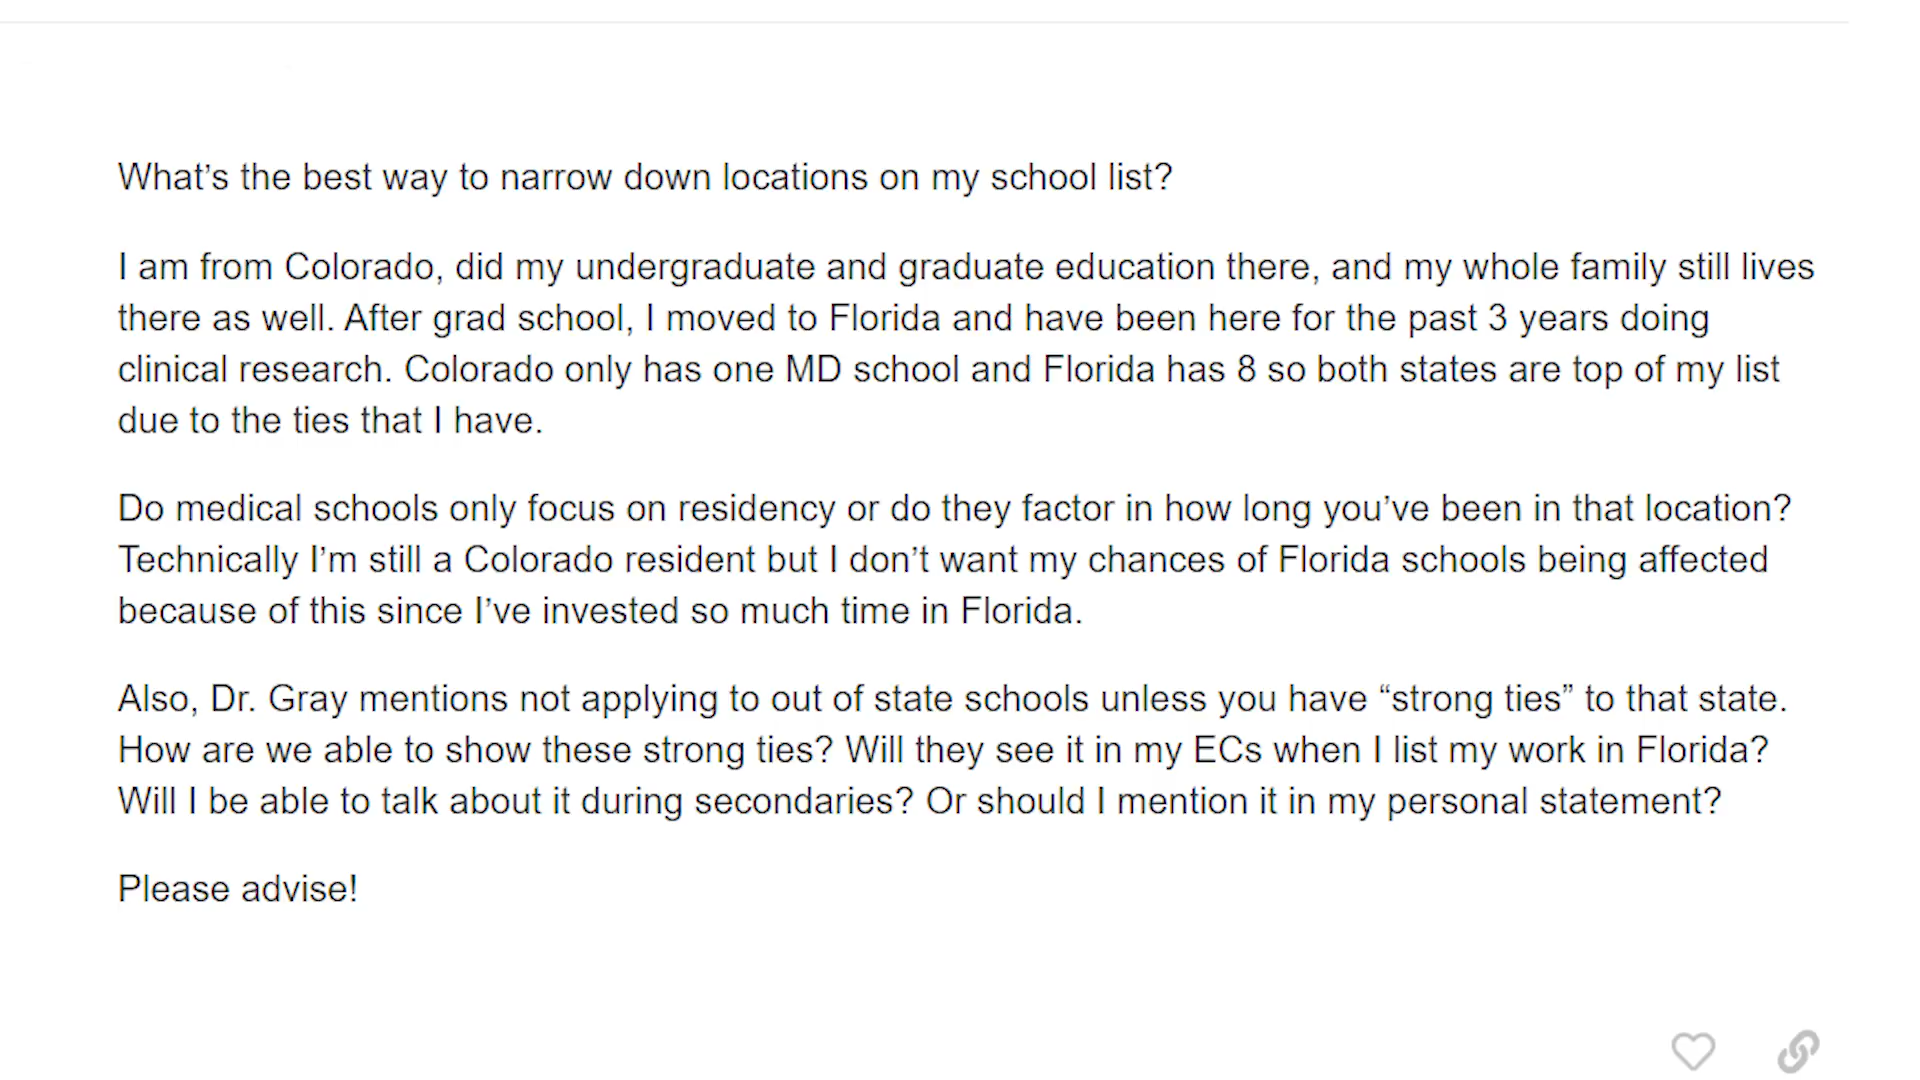 What’s the best way to narrow down locations on my school list?
I am from Colorado, did my undergraduate and graduate education there, and my whole family still lives
there as well. After grad school, I moved to Florida and have been here for the past 3 years doing
clinical research. Colorado only has one MD school and Florida has 8 so both states are top of my list
due to the ties that I have.
Do medical schools only focus on residency or do they factor in how long you’ve been in that location?
Technically I’m still a Colorado resident but I don’t want my chances of Florida schools being affected
because of this since I’ve invested so much time in Florida.
Also, Dr. Gray mentions not applying to out of state schools unless you have “strong ties” to that state.
How are we able to show these strong ties? Will they see it in my ECs when I list my work in Florida?
Will I be able to talk about it during secondaries? Or should I mention it in my personal statement?
Please advise!